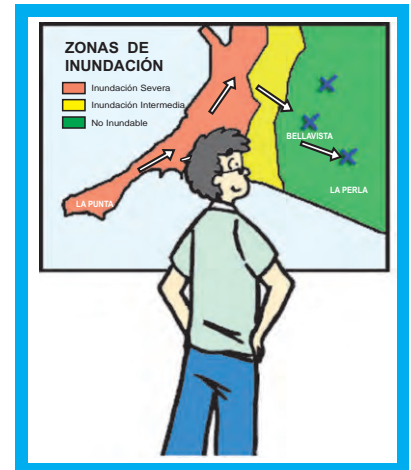 ZONAS DE
INUNDACIÓN
Inundación Severa
Inundación Intermedia
No Inundable
BELLAVISTA
LA PERLA
LA PUNTA